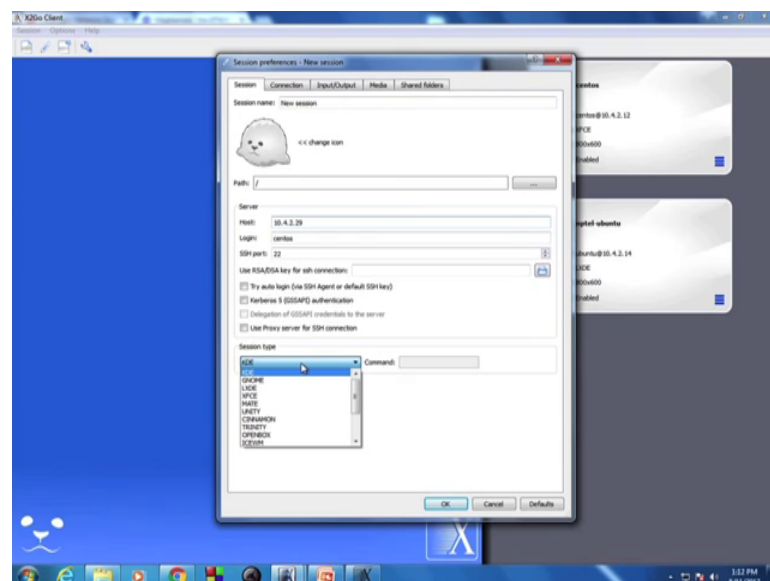 X2Go Client
Session Options Help
Session preferences - New session
Session Connection Input/Output Media Shared folders
Session name: New session
<< change icon
Path: /
...
Server
Host: 10.4.2.29
Login: centos
SSH port: 22
Use RSA/DSA key for ssh connection:
Try auto login (via SSH Agent or default SSH key)
Kerberos 5 (GSSAPI) authentication
Delegation of GSSAPI credentials to the server
Use Proxy server for SSH connection
Session type
KDE Command:
KDE
GNOME
LXDE
XFCE
MATE
UNITY
CINNAMON
TRINITY
OPENBOX
ICEWM
OK Cancel Defaults
centos
centos@10.4.2.12
XFCE
800x600
Enabled
nptel-ubuntu
ubuntu@10.4.2.14
LXDE
800x600
Enabled
X
1:12 PM